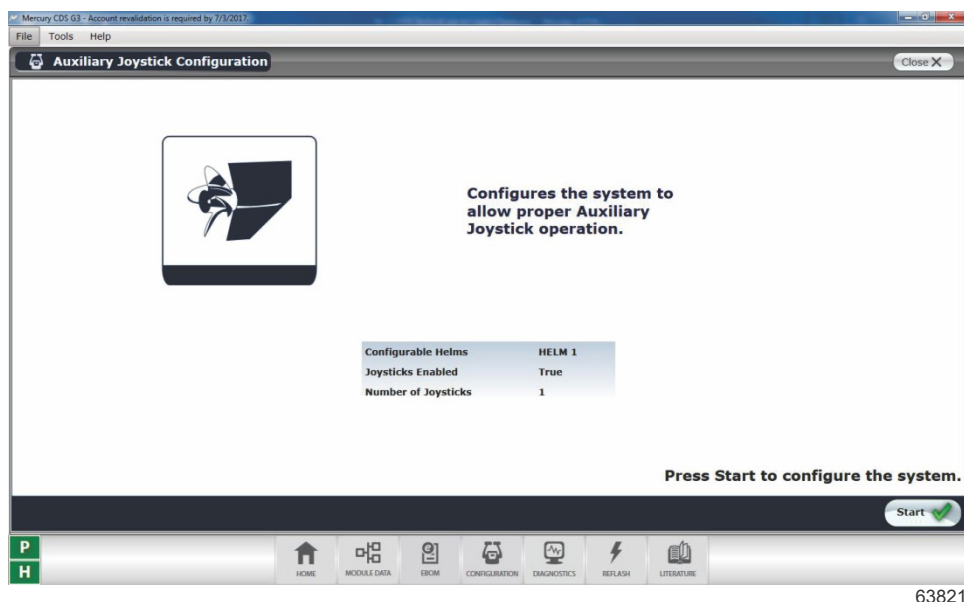 Mercury CDS G3 - Account revalidation is required by 7/3/2017.
File Tools Help
Auxiliary Joystick Configuration
Close X
Configures the system to
allow proper Auxiliary
Joystick operation.
Configurable Helms HELM 1
Joysticks Enabled True
Number of Joysticks 1
Press Start to configure the system.
Start
P
H
HOME MODULE DATA EBOM CONFIGURATION DIAGNOSTICS REFLASH LITERATURE
63821